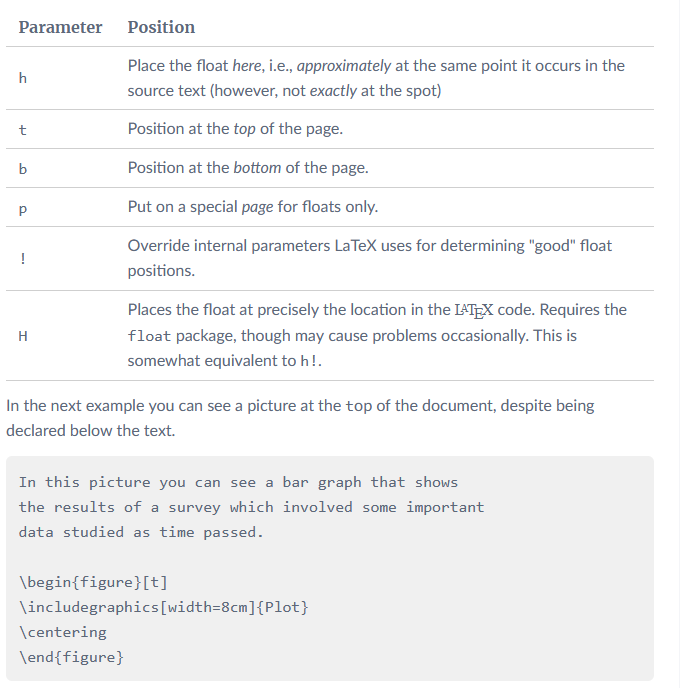 Parameter Position
h Place the float here, i.e., approximately at the same point it occurs in the
source text (however, not exactly at the spot)
t Position at the top of the page.
b Position at the bottom of the page.
p Put on a special page for floats only.
! Override internal parameters LaTeX uses for determining "good" float
positions.
H Places the float at precisely the location in the LATEX code. Requires the
float package, though may cause problems occasionally. This is
somewhat equivalent to h!.
In the next example you can see a picture at the top of the document, despite being
declared below the text.
In this picture you can see a bar graph that shows
the results of a survey which involved some important
data studied as time passed.
\begin{figure}[t]
\includegraphics[width=8cm]{Plot}
\centering
\end{figure}